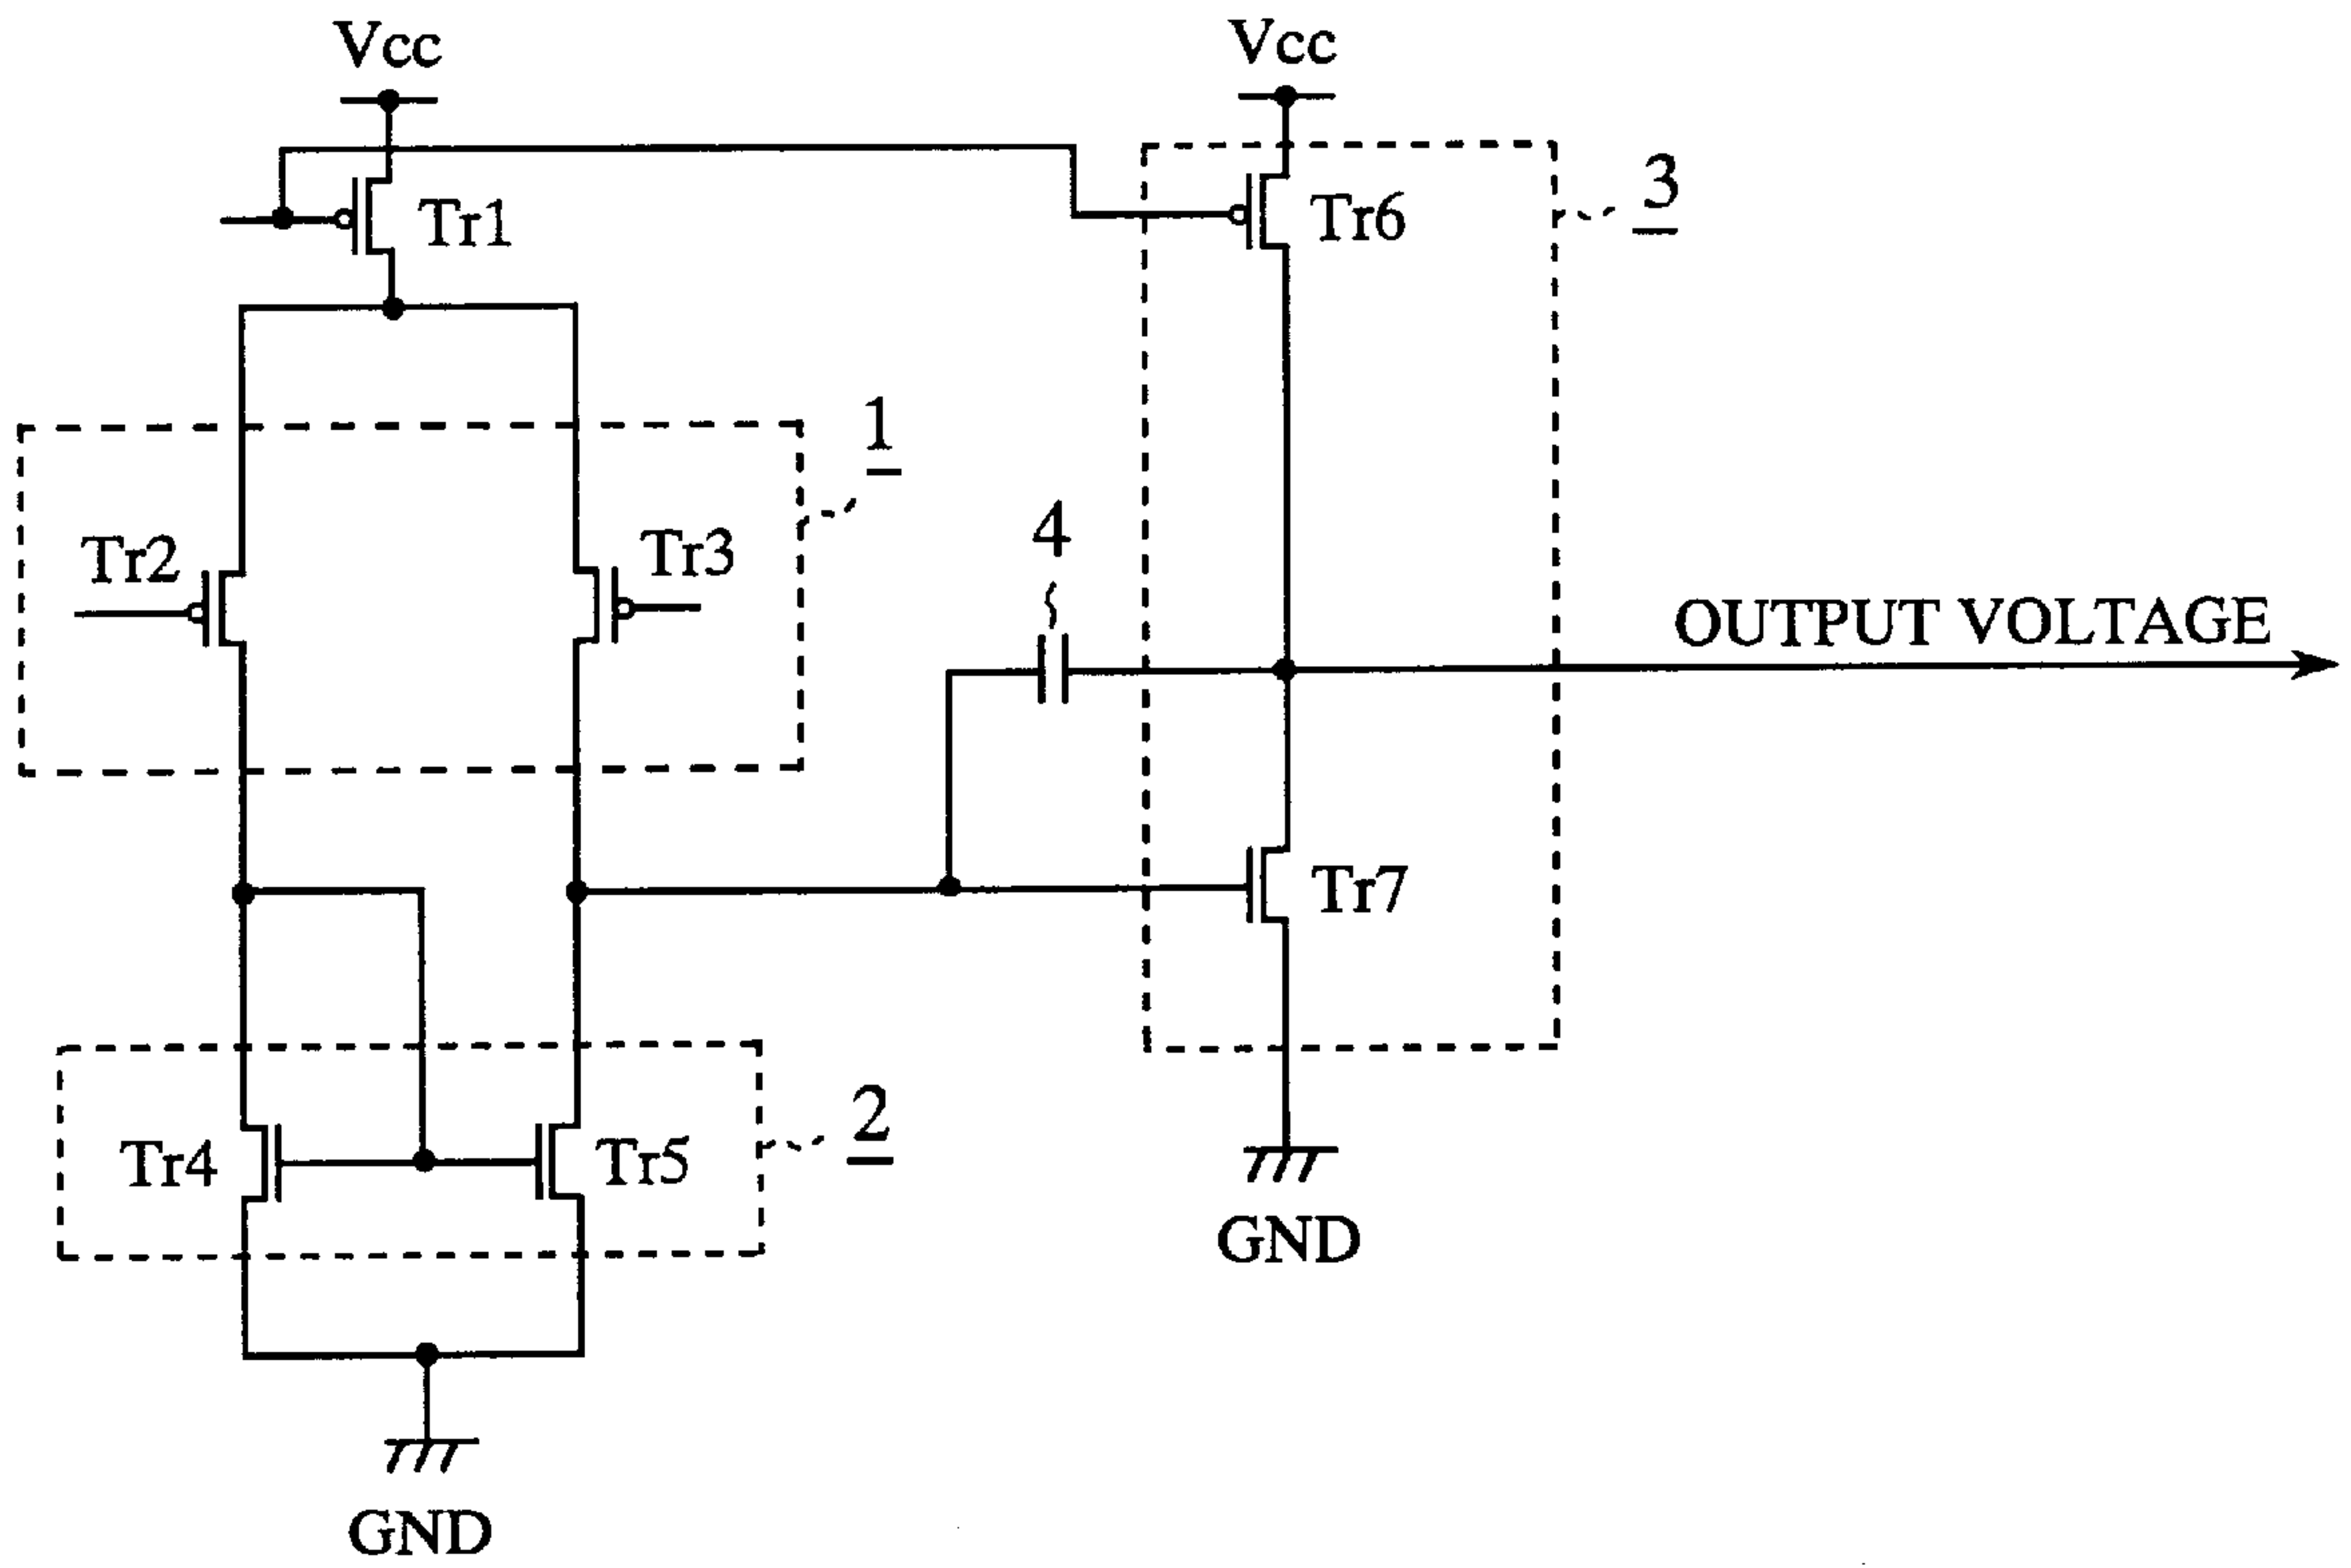 Vcc
Vcc
Tr1
Tr6
3
1
Tr2
Tr3
4
OUTPUT VOLTAGE
Tr7
2
Tr4
Tr5
GND
GND